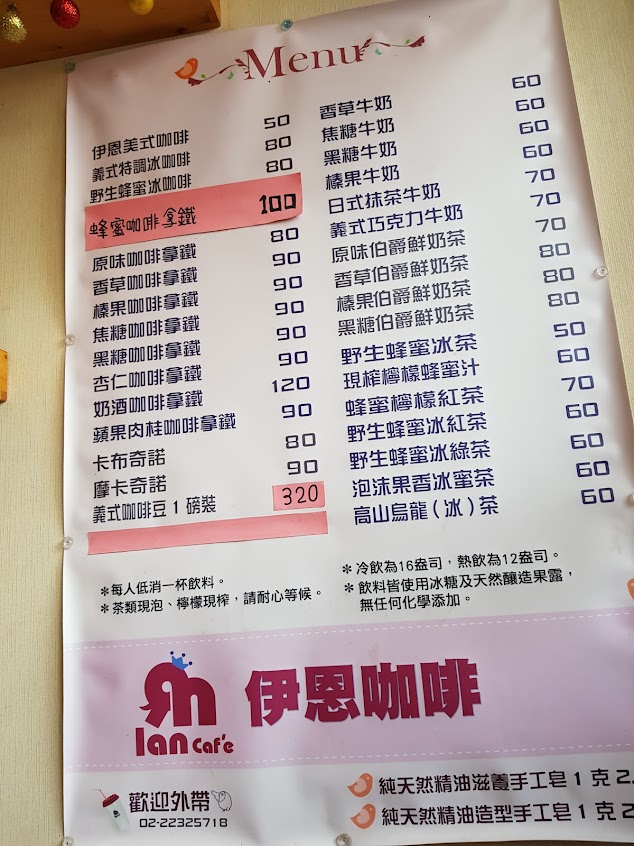 Menu
伊恩美式咖啡 50
義式特調冰咖啡 80
野生蜂蜜冰咖啡 80
蜂蜜咖啡拿鐵 100
原味咖啡拿鐵 80
香草咖啡拿鐵 90
榛果咖啡拿鐵 90
焦糖咖啡拿鐵 90
黑糖咖啡拿鐵 90
杏仁咖啡拿鐵 90
奶酒咖啡拿鐵 120
蘋果肉桂咖啡拿鐵 90
卡布奇諾 80
摩卡奇諾 90
義式咖啡豆1磅裝 320
香草牛奶 60
焦糖牛奶 60
黑糖牛奶 60
榛果牛奶 60
日式抹茶牛奶 70
義式巧克力牛奶 70
原味伯爵鮮奶茶 70
香草伯爵鮮奶茶 80
榛果伯爵鮮奶茶 80
黑糖伯爵鮮奶茶 80
野生蜂蜜冰茶 50
現榨檸檬蜂蜜汁 60
蜂蜜檸檬紅茶 70
野生蜂蜜冰紅茶 60
野生蜂蜜冰綠茶 60
泡沫果香冰蜜茶 60
高山烏龍(冰)茶 60
*每人低消一杯飲料。
*茶類現泡、檸檬現榨,請耐心等候。
*冷飲為16盎司,熱飲為12盎司。
*飲料皆使用冰糖及天然釀造果露,
無任何化學添加。
Ian Caf'e
伊恩咖啡
歡迎外帶
02-22325718
純天然精油滋養手工皂1克2
純天然精油造型手工皂1克2